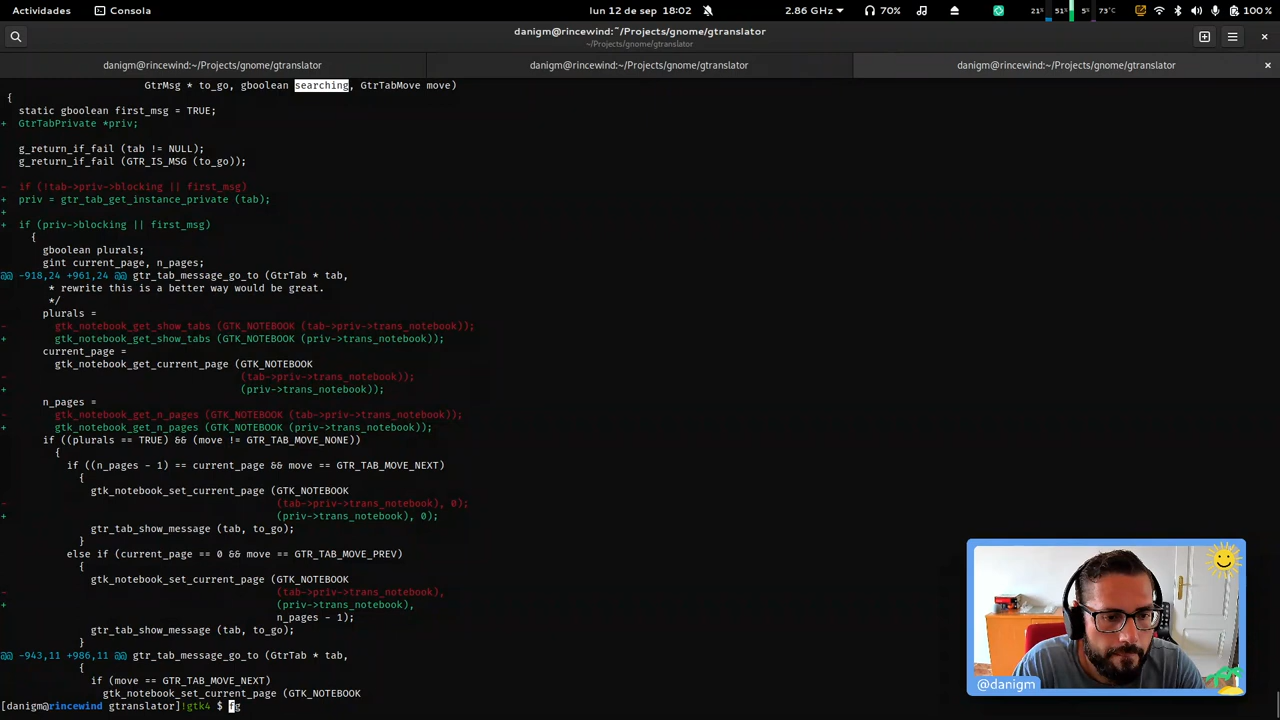 Actividades
Consola
lun 12 de sep 18:02
2.86 GHz
70%
21%
51%
5%
73°C
100 %
danigm@rincewind:~/Projects/gnome/gtranslator
~/Projects/gnome/gtranslator
danigm@rincewind:~/Projects/gnome/gtranslator
danigm@rincewind:~/Projects/gnome/gtranslator
danigm@rincewind:~/Projects/gnome/gtranslator
GtrMsg * to_go, gboolean searching, GtrTabMove move)
{
static gboolean first_msg = TRUE;
+ GtrTabPrivate *priv;
g_return_if_fail (tab != NULL);
g_return_if_fail (GTR_IS_MSG (to_go));
- if (!tab->priv->blocking || first_msg)
+ priv = gtr_tab_get_instance_private (tab);
+
+ if (priv->blocking || first_msg)
{
gboolean plurals;
gint current_page, n_pages;
@@ -918,24 +961,24 @@ gtr_tab_message_go_to (GtrTab * tab,
* rewrite this is a better way would be great.
*/
plurals =
- gtk_notebook_get_show_tabs (GTK_NOTEBOOK (tab->priv->trans_notebook));
+ gtk_notebook_get_show_tabs (GTK_NOTEBOOK (priv->trans_notebook));
current_page =
gtk_notebook_get_current_page (GTK_NOTEBOOK
- (tab->priv->trans_notebook));
+ (priv->trans_notebook));
n_pages =
- gtk_notebook_get_n_pages (GTK_NOTEBOOK (tab->priv->trans_notebook));
+ gtk_notebook_get_n_pages (GTK_NOTEBOOK (priv->trans_notebook));
if ((plurals == TRUE) && (move != GTR_TAB_MOVE_NONE))
{
if ((n_pages - 1) == current_page && move == GTR_TAB_MOVE_NEXT)
{
gtk_notebook_set_current_page (GTK_NOTEBOOK
- (tab->priv->trans_notebook), 0);
+ (priv->trans_notebook), 0);
gtr_tab_show_message (tab, to_go);
}
else if (current_page == 0 && move == GTR_TAB_MOVE_PREV)
{
gtk_notebook_set_current_page (GTK_NOTEBOOK
- (tab->priv->trans_notebook),
+ (priv->trans_notebook),
n_pages - 1);
gtr_tab_show_message (tab, to_go);
}
@@ -943,11 +986,11 @@ gtr_tab_message_go_to (GtrTab * tab,
{
if (move == GTR_TAB_MOVE_NEXT)
gtk_notebook_set_current_page (GTK_NOTEBOOK
[danigm@rincewind gtranslator]!gtk4 $ fg
@danigm